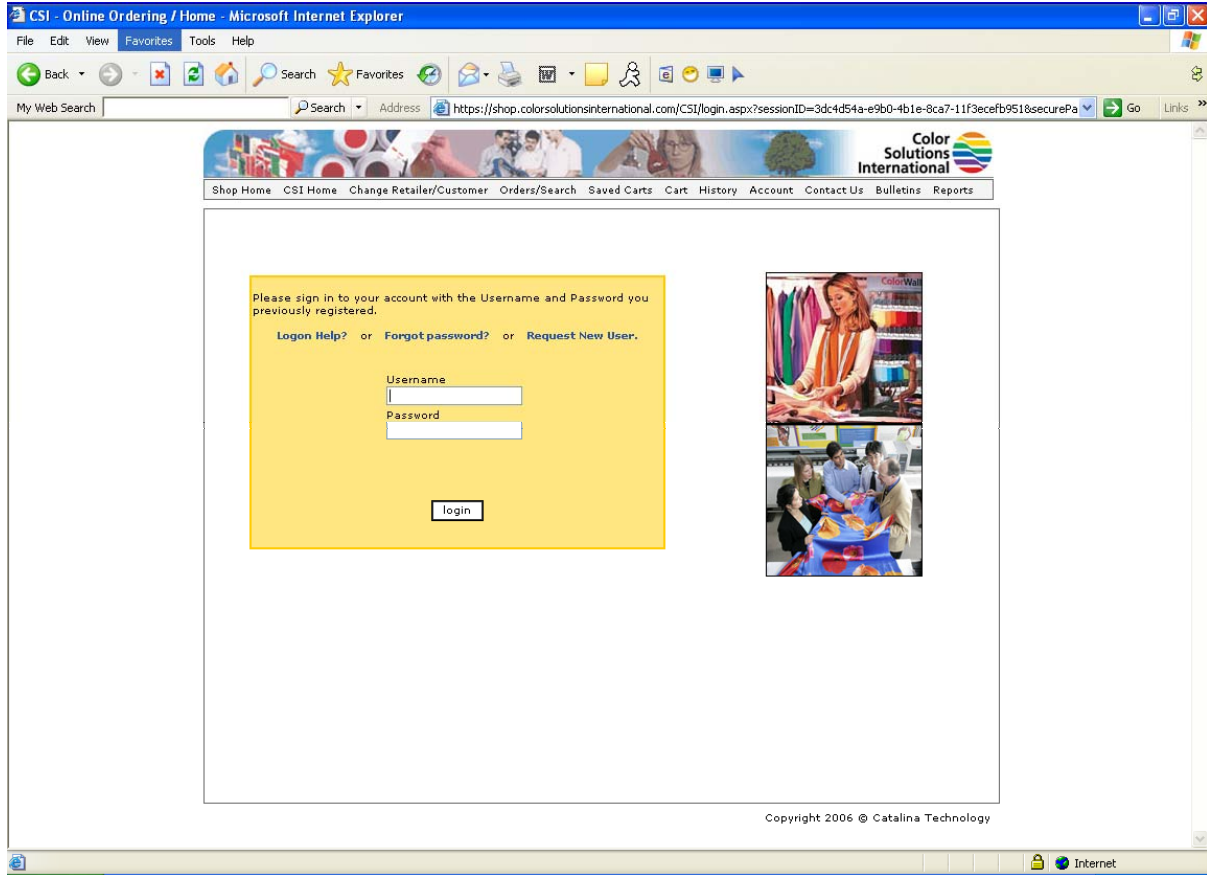 CSI - Online Ordering / Home - Microsoft Internet Explorer
File Edit View Favorites Tools Help
Back Search Favorites
My Web Search Search Address https://shop.colorsolutionsinternational.com/CSI/login.aspx?sessionID=3dc4d54a-e9b0-4b1e-8ca7-11f3ecefb951&securePa Go Links »
Color
Solutions
International
Shop Home CSI Home Change Retailer/Customer Orders/Search Saved Carts Cart History Account Contact Us Bulletins Reports
Please sign in to your account with the Username and Password you
previously registered.
Logon Help? or Forgot password? or Request New User.
Username
Password
login
ColorWall
Copyright 2006 © Catalina Technology
Internet